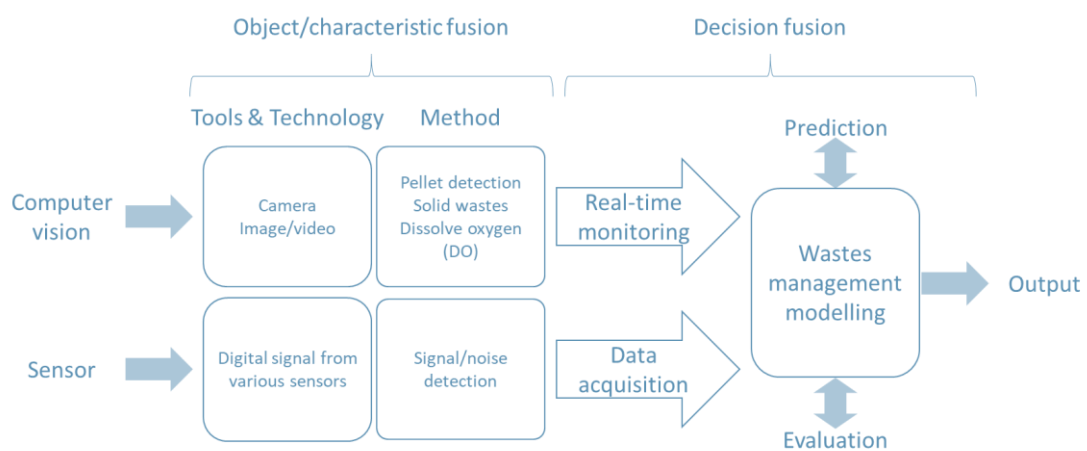 Object/characteristic fusion
Decision fusion
Tools & Technology
Method
Prediction
Computer
vision
Camera
Image/video
Pellet detection
Solid wastes
Dissolve oxygen
(DO)
Real-time
monitoring
Wastes
management
modelling
Output
Sensor
Digital signal from
various sensors
Signal/noise
detection
Data
acquisition
Evaluation